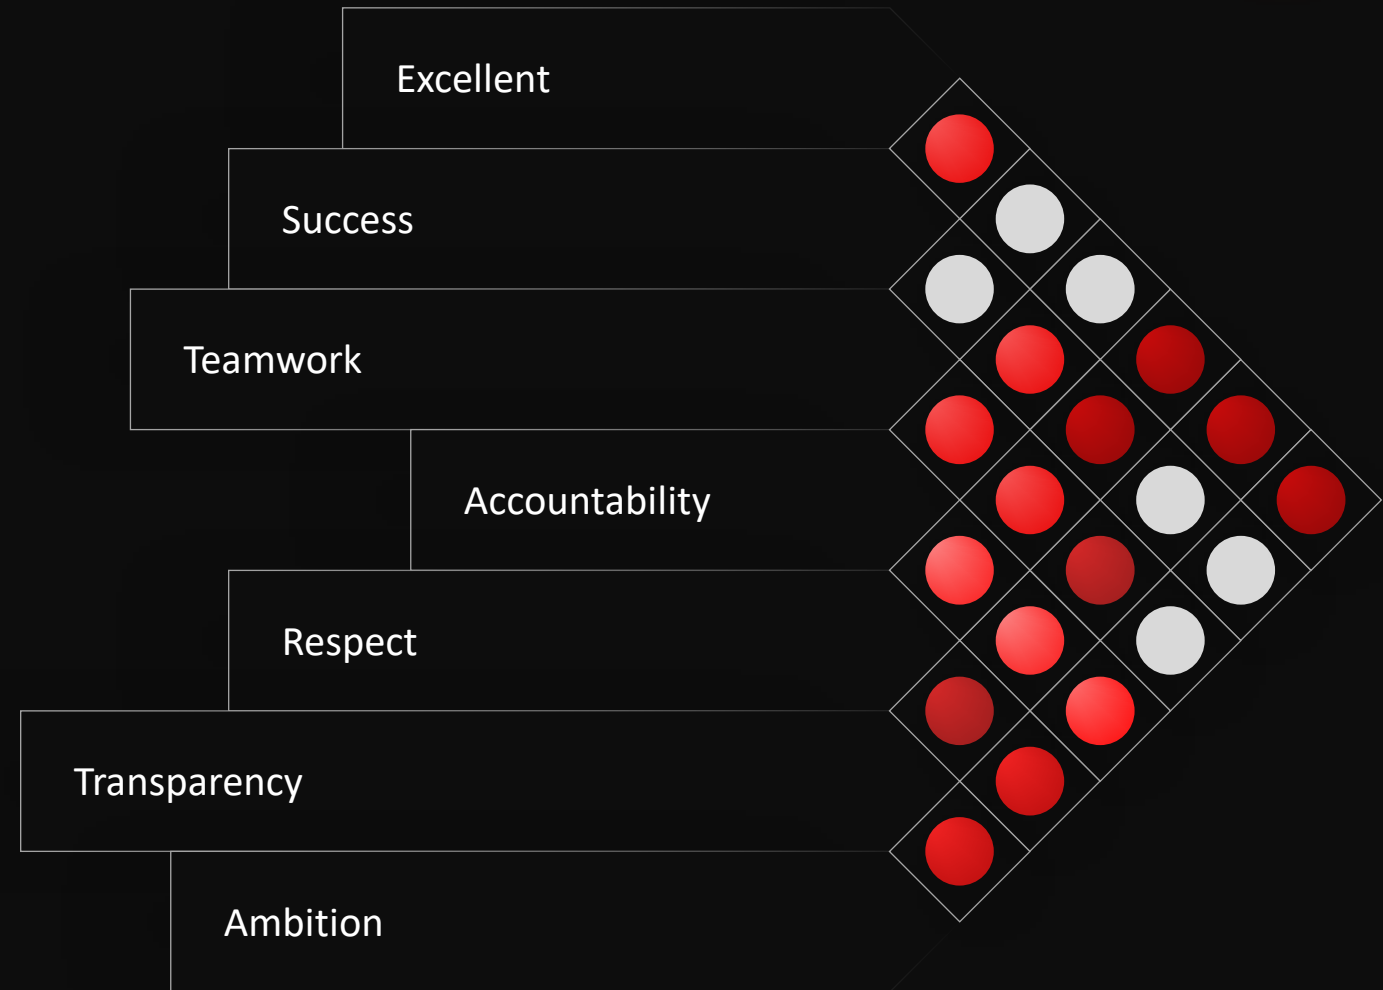 Excellent
Success
Teamwork
Accountability
Respect
Transparency
Ambition